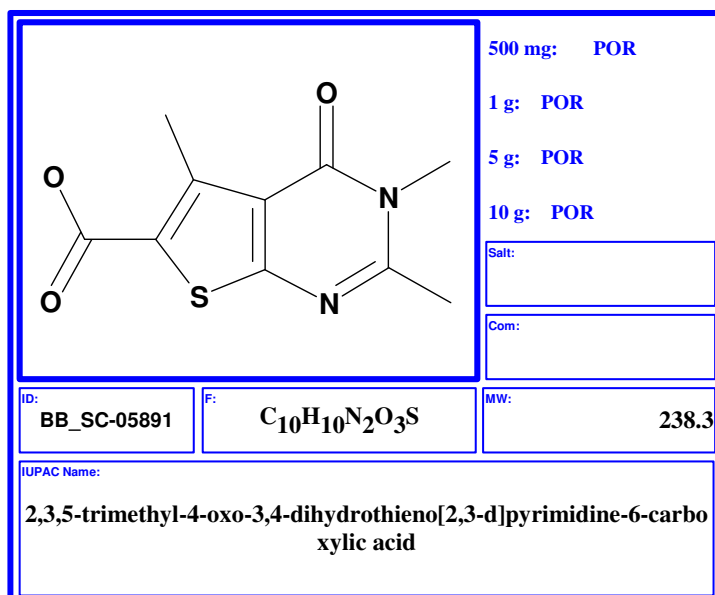 500 mg: POR
1 g: POR
5 g: POR
10 g: POR
O
O
N
O
S
N
Salt:
Com:
ID:
BB_SC-05891
F:
C10H10N2O3S
MW:
238.3
IUPAC Name:
2,3,5-trimethyl-4-oxo-3,4-dihydrothieno[2,3-d]pyrimidine-6-carbo
xylic acid